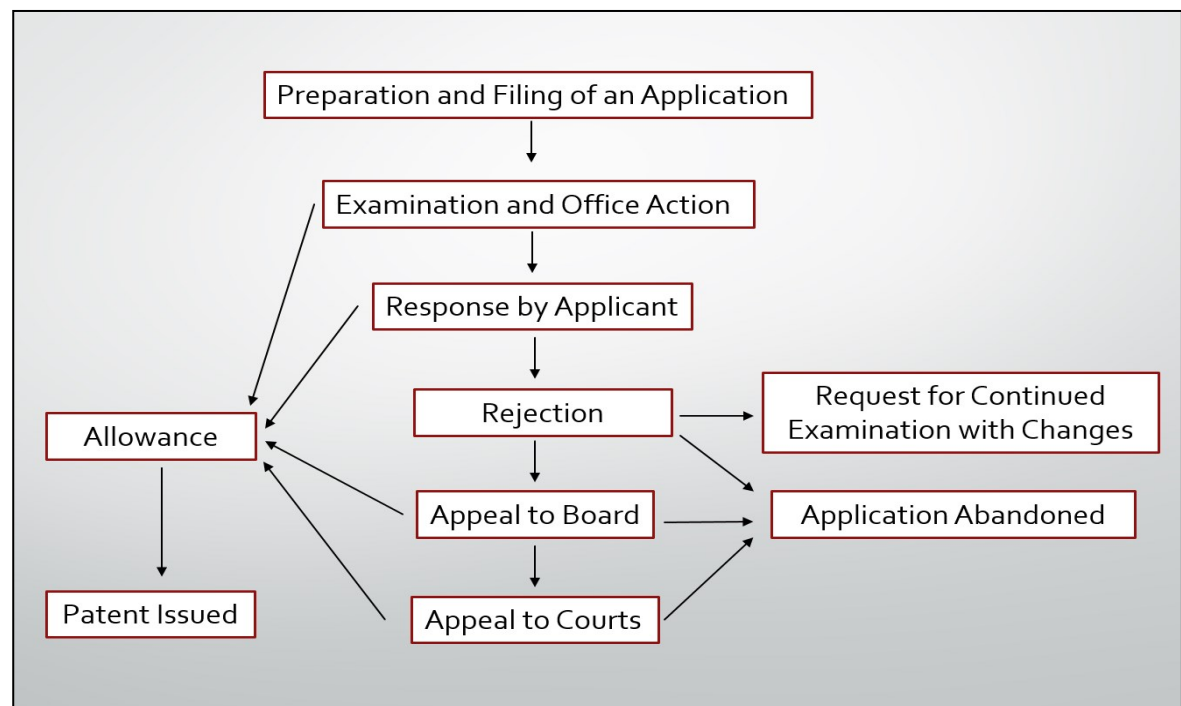 Preparation and Filing of an Application
Examination and Office Action
Response by Applicant
Rejection
Request for Continued
Examination with Changes
Allowance
Appeal to Board
Application Abandoned
Patent Issued
Appeal to Courts